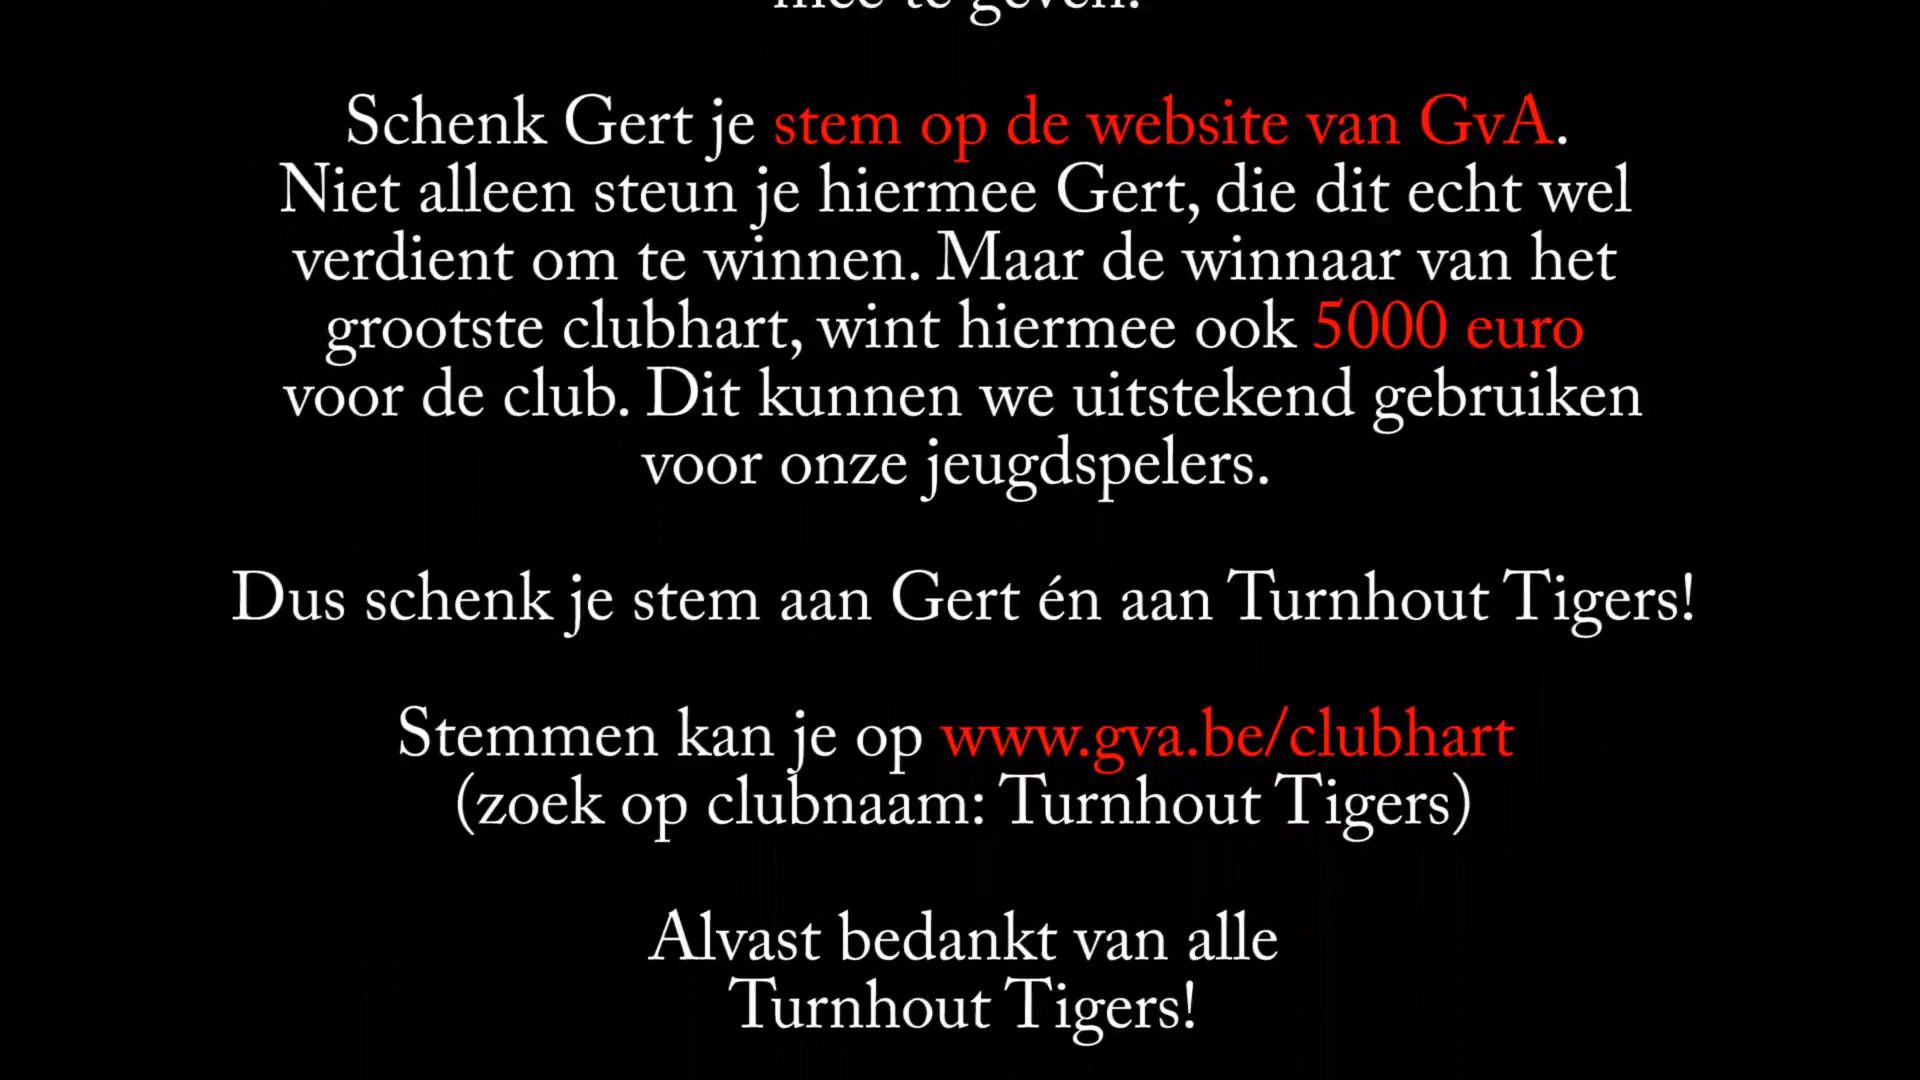 mee te geven.
Schenk Gert je stem op de website van GvA.
Niet alleen steun je hiermee Gert, die dit echt wel
verdient om te winnen. Maar de winnaar van het
grootste clubhart, wint hiermee ook 5000 euro
voor de club. Dit kunnen we uitstekend gebruiken
voor onze jeugdspelers.
Dus schenk je stem aan Gert én aan Turnhout Tigers!
Stemmen kan je op www.gva.be/clubhart
(zoek op clubnaam: Turnhout Tigers)
Alvast bedankt van alle
Turnhout Tigers!